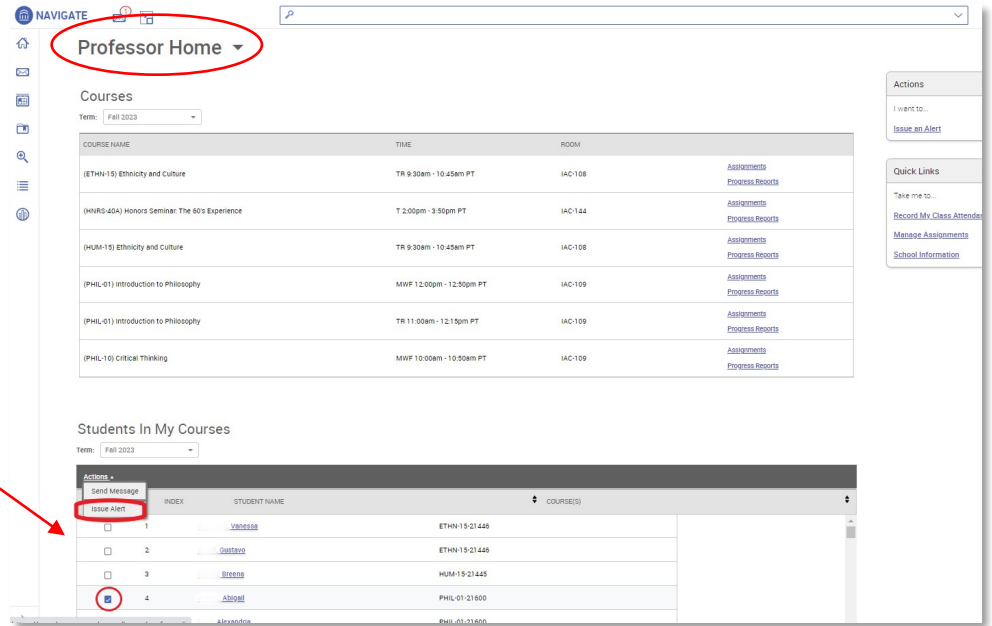 NAVIGATE 1
Professor Home
Courses
Term: Fall 2023
COURSE NAME TIME ROOM
(ETHN-15) Ethnicity and Culture TR 9:30am - 10:45am PT IAC-108 Assignments
Progress Reports
(HNRS-40A) Honors Seminar: The 60's Experience T 2:00pm - 3:50pm PT IAC-144 Assignments
Progress Reports
(HUM-15) Ethnicity and Culture TR 9:30am - 10:45am PT IAC-108 Assignments
Progress Reports
(PHIL-01) Introduction to Philosophy MWF 12:00pm - 12:50pm PT IAC-109 Assignments
Progress Reports
(PHIL-01) Introduction to Philosophy TR 11:00am - 12:15pm PT IAC-109 Assignments
Progress Reports
(PHIL-10) Critical Thinking MWF 10:00am - 10:50am PT IAC-109 Assignments
Progress Reports
Actions
I want to...
Issue an Alert
Quick Links
Take me to...
Record My Class Attendan
Manage Assignments
School Information
Students In My Courses
Term: Fall 2023
Actions
Send Message
Issue Alert
INDEX STUDENT NAME COURSE(S)
1 Vanessa ETHN-15-21446
2 Gustavo ETHN-15-21446
3 Breena HUM-15-21445
4 Abigail PHIL-01-21600
Alexandria PHIL-01-21600